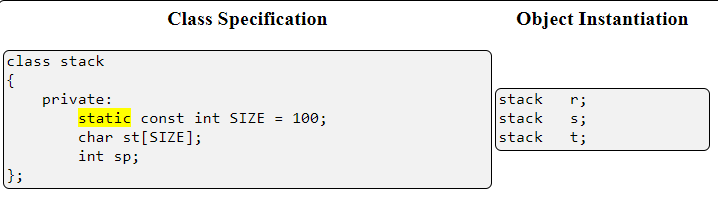 Class Specification
Object Instantiation
class stack
{
    private:
        static const int SIZE = 100;
        char st[SIZE];
        int sp;
};
stack   r;
stack   s;
stack   t;